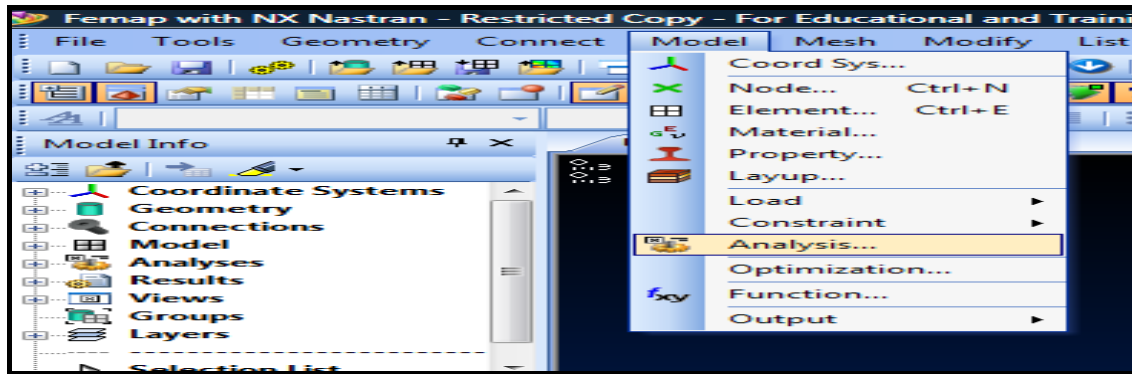 Femap with NX Nastran - Restricted Copy - For Educational and Traini
File Tools Geometry Connect Model Mesh Modify List
Coord Sys...
Node... Ctrl+N
Element... Ctrl+E
Material...
Property...
Layup...
Load
Constraint
Analysis...
Optimization...
Function...
Output
Model Info
Coordinate Systems
Geometry
Connections
Model
Analyses
Results
Views
Groups
Layers
Selection List